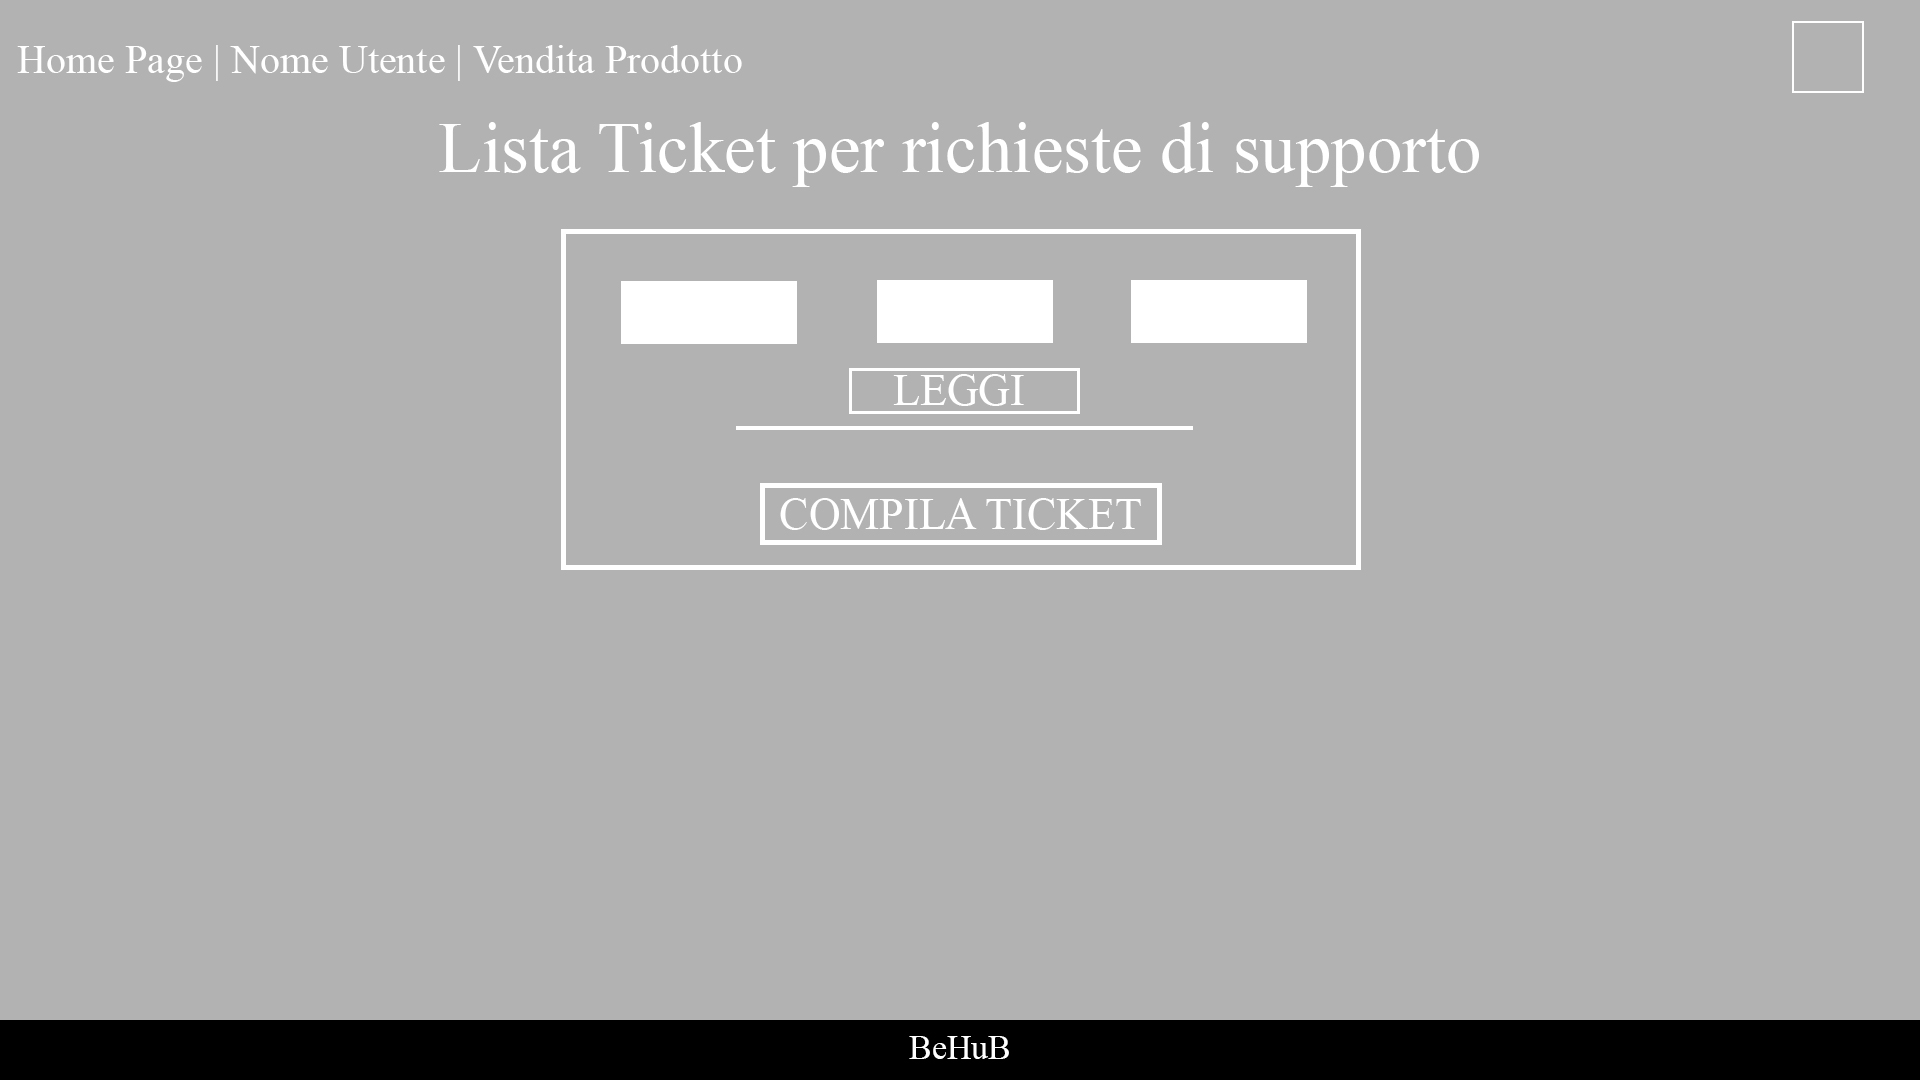 Home Page | Nome Utente | Vendita Prodotto
Lista Ticket per richieste di supporto
LEGGI
COMPILA TICKET
BeHuB